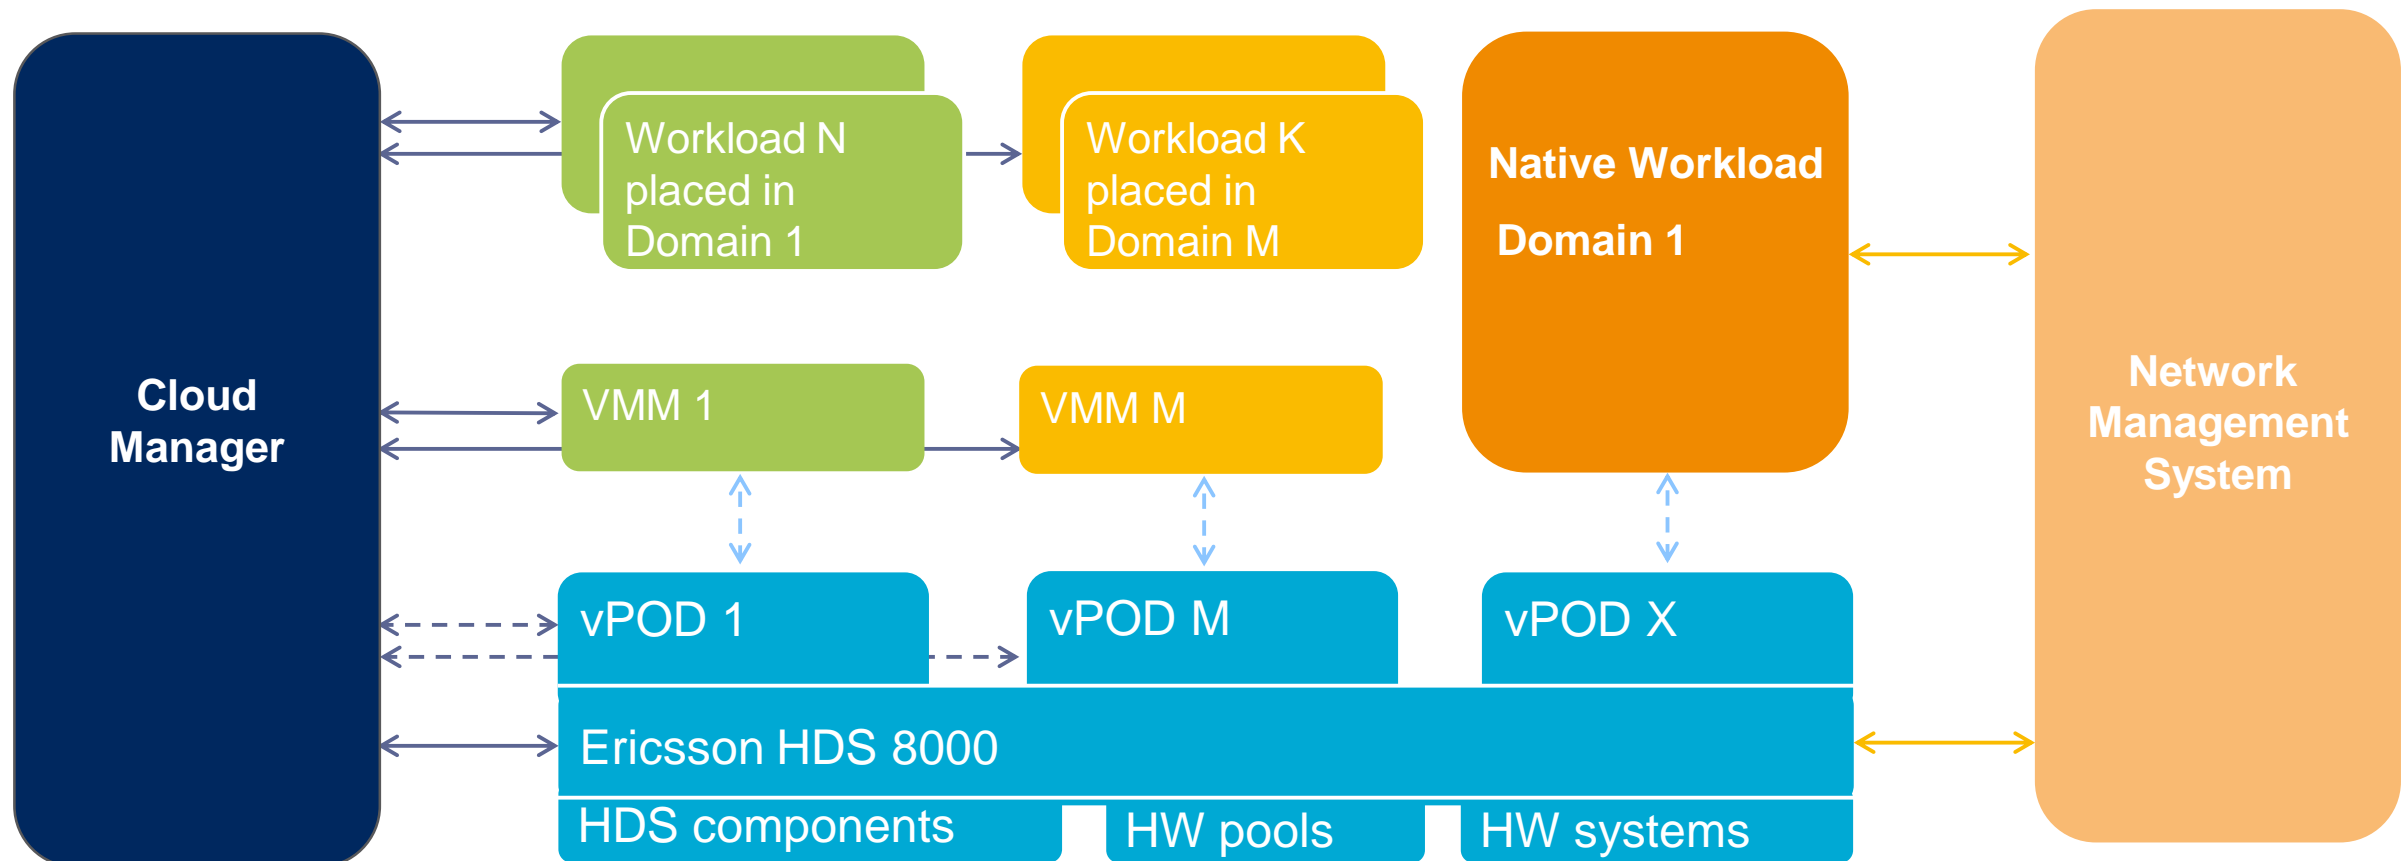 Cloud
Manager
Workload N
placed in
Domain 1
Workload K
placed in
Domain M
Native Workload
Domain 1
Network
Management
System
VMM 1
VMM M
vPOD 1
vPOD M
vPOD X
Ericsson HDS 8000
HDS components
HW pools
HW systems